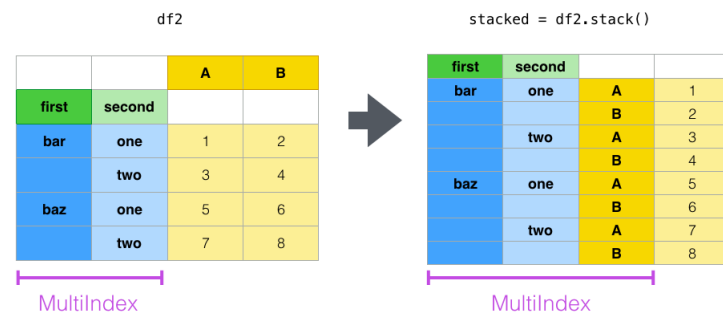 df2
A B
first second
bar one 1 2
two 3 4
baz one 5 6
two 7 8
MultiIndex
stacked = df2.stack()
first second
bar one A 1
B 2
two A 3
B 4
baz one A 5
B 6
two A 7
B 8
MultiIndex